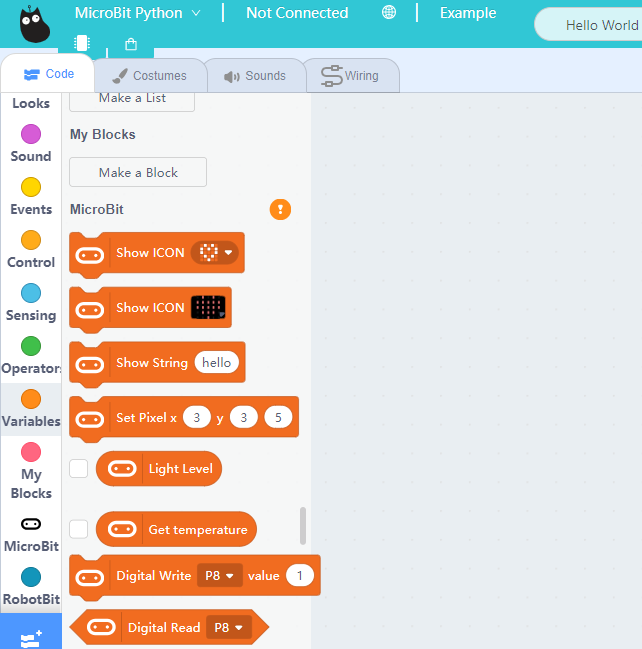 MicroBit Python
Not Connected
Example
Hello World
Code
Costumes
Sounds
Wiring
Looks
Sound
Events
Control
Sensing
Operators
Variables
My
Blocks
MicroBit
RobotBit
Make a List
My Blocks
Make a Block
MicroBit
Show ICON
Show ICON
Show String hello
Set Pixel x 3 y 3 5
Light Level
Get temperature
Digital Write P8 value 1
Digital Read P8